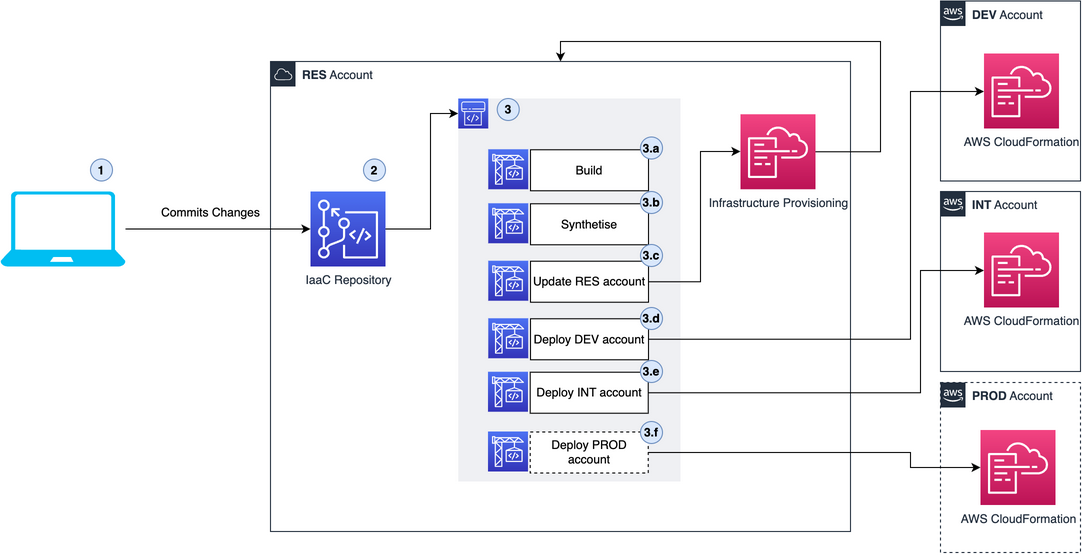 1
Commits Changes
RES Account
2
IaaC Repository
3
3.a
Build
3.b
Synthetise
3.c
Update RES account
3.d
Deploy DEV account
3.e
Deploy INT account
3.f
Deploy PROD
account
Infrastructure Provisioning
aws
DEV Account
AWS CloudFormation
aws
INT Account
AWS CloudFormation
aws
PROD Account
AWS CloudFormation